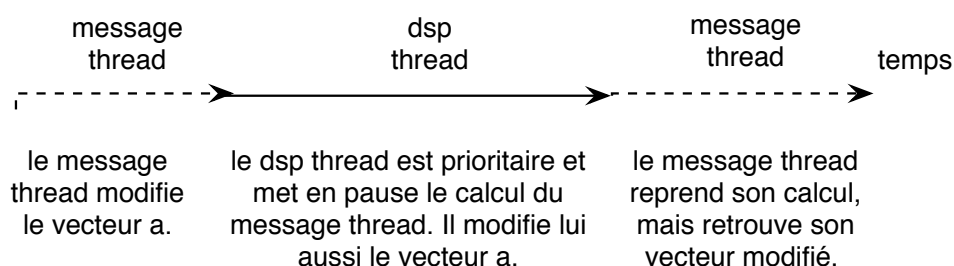 message
thread
dsp
thread
message
thread
temps
le message
thread modifie
le vecteur a.
le dsp thread est prioritaire et
met en pause le calcul du
message thread. Il modifie lui
aussi le vecteur a.
le message thread
reprend son calcul,
mais retrouve son
vecteur modifié.